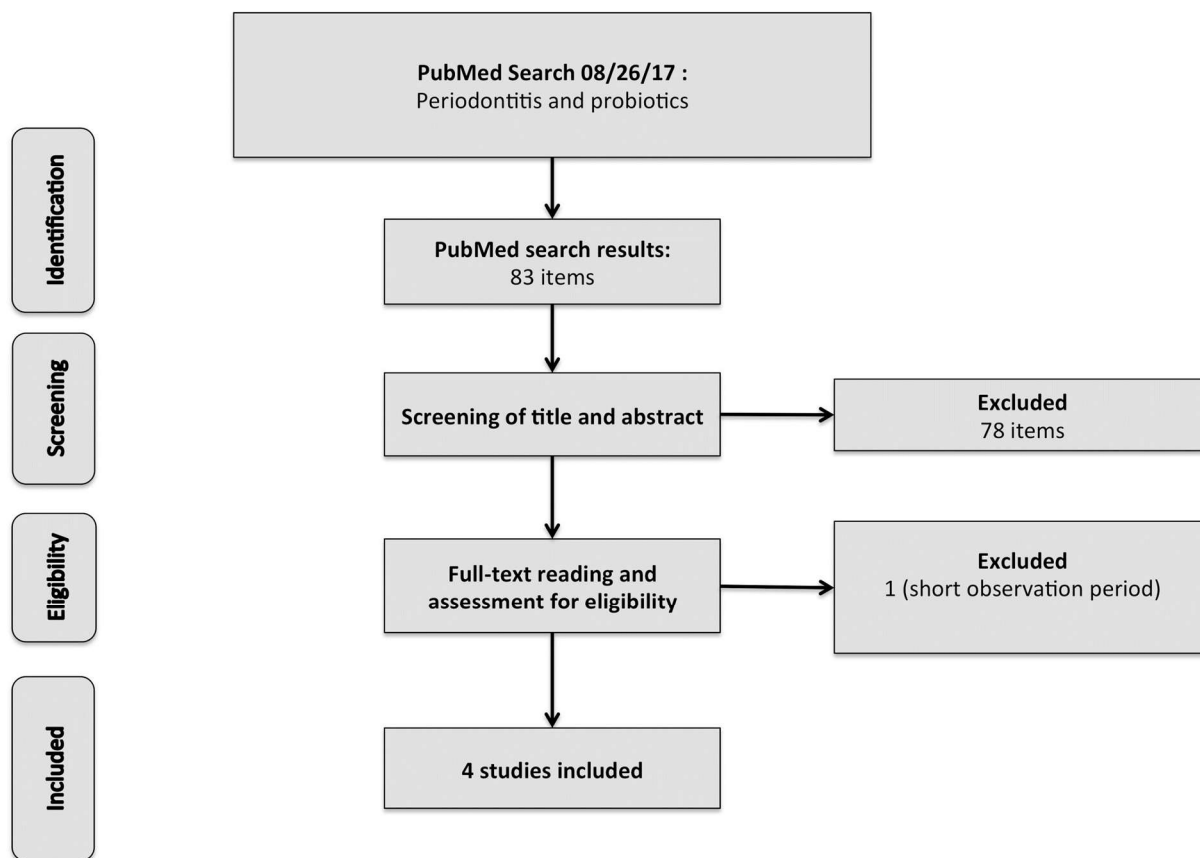 PubMed Search 08/26/17 :
Periodontitis and probiotics
Identification
PubMed search results:
83 items
Screening
Screening of title and abstract
Excluded
78 items
Eligibility
Full-text reading and
assessment for eligibility
Excluded
1 (short observation period)
Included
4 studies included